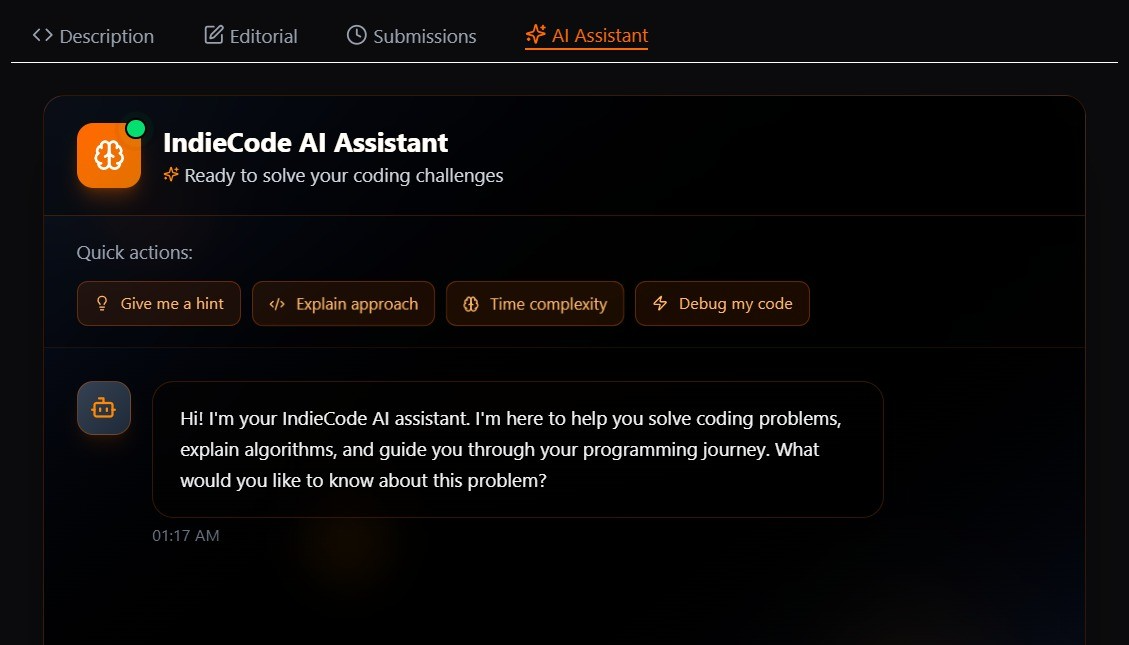 Description
Editorial
Submissions
AI Assistant
IndieCode AI Assistant
Ready to solve your coding challenges
Quick actions:
Give me a hint
Explain approach
Time complexity
Debug my code
Hi! I'm your IndieCode AI assistant. I'm here to help you solve coding problems,
explain algorithms, and guide you through your programming journey. What
would you like to know about this problem?
01:17 AM